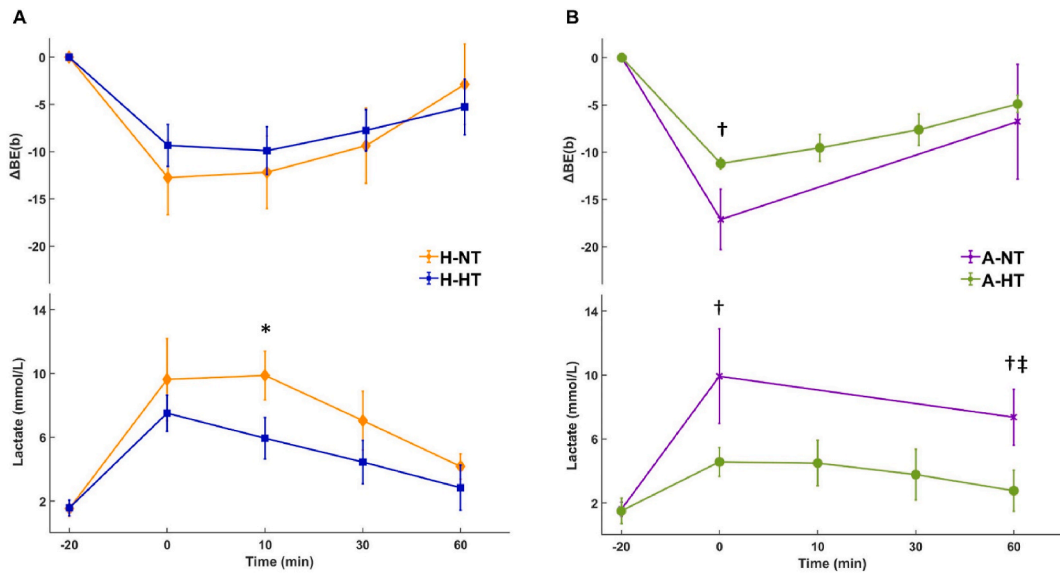 A
0
-5
-10
-15
-20
ΔBE(b)
H-NT
H-HT
14
10
6
2
Lactate (mmol/L)
*
-20 0 10 30 60
Time (min)
B
0
-5
-10
-15
-20
ΔBE(b)
†
A-NT
A-HT
14
10
6
2
Lactate (mmol/L)
†
†‡
-20 0 10 30 60
Time (min)